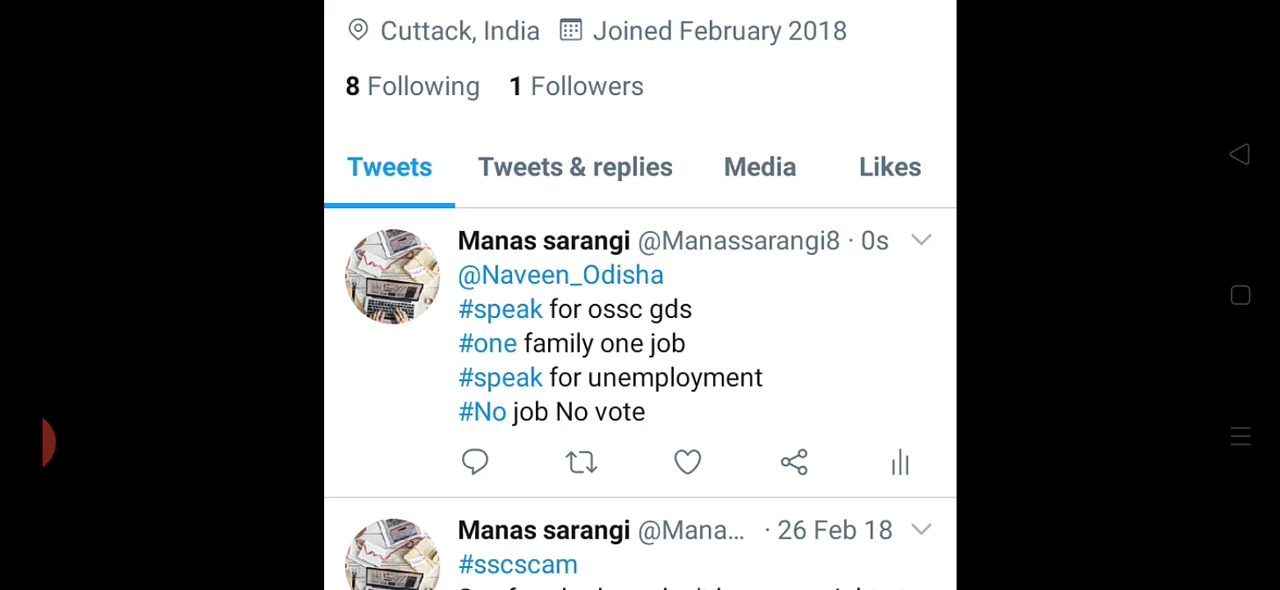 Cuttack, India Joined February 2018
8 Following 1 Followers
Tweets Tweets & replies Media Likes
Manas sarangi @Manassarangi8 · 0s
@Naveen_Odisha
#speak for ossc gds
#one family one job
#speak for unemployment
#No job No vote
Manas sarangi @Mana... · 26 Feb 18
#sscscam